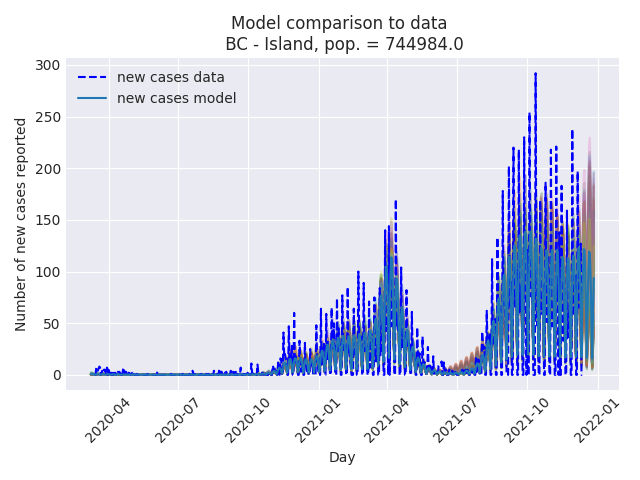 Model comparison to data
BC - Island, pop. = 744984.0
new cases data
new cases model
Number of new cases reported
300
250
200
150
100
50
0
2020-04
2020-07
2020-10
2021-01
2021-04
2021-07
2021-10
2022-01
Day